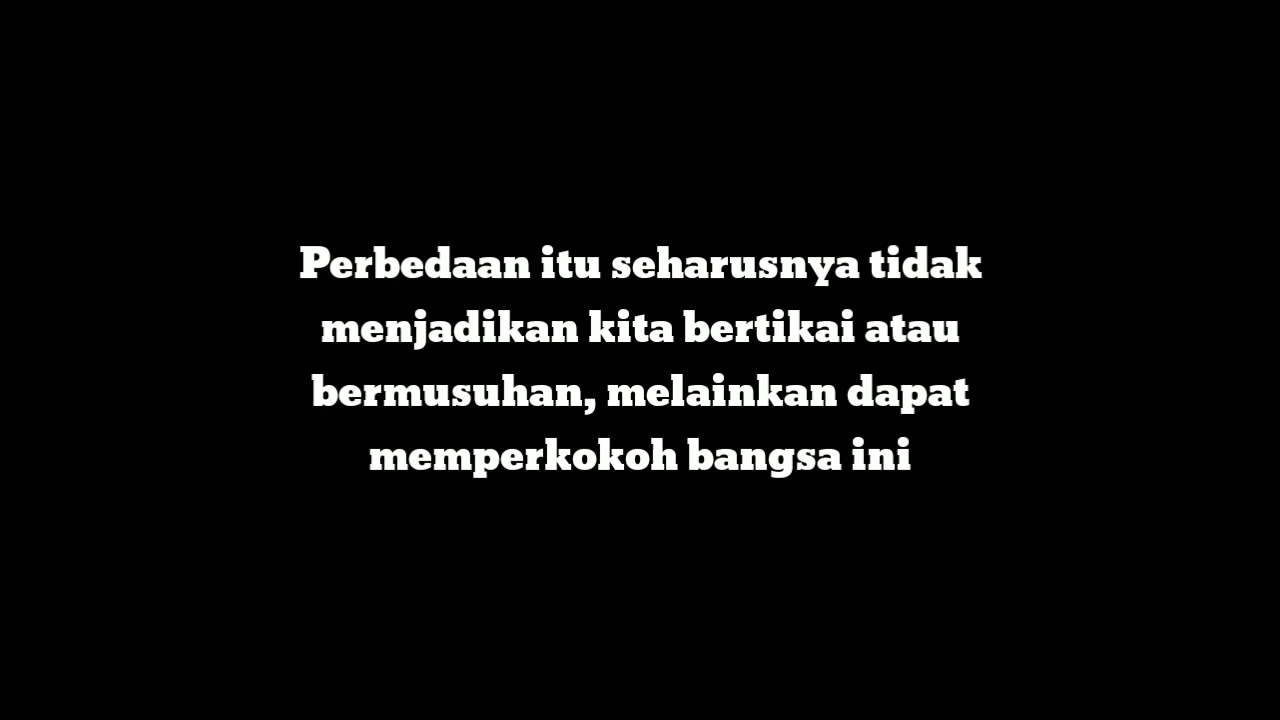 Perbedaan itu seharusnya tidak
menjadikan kita bertikai atau
bermusuhan, melainkan dapat
memperkokoh bangsa ini